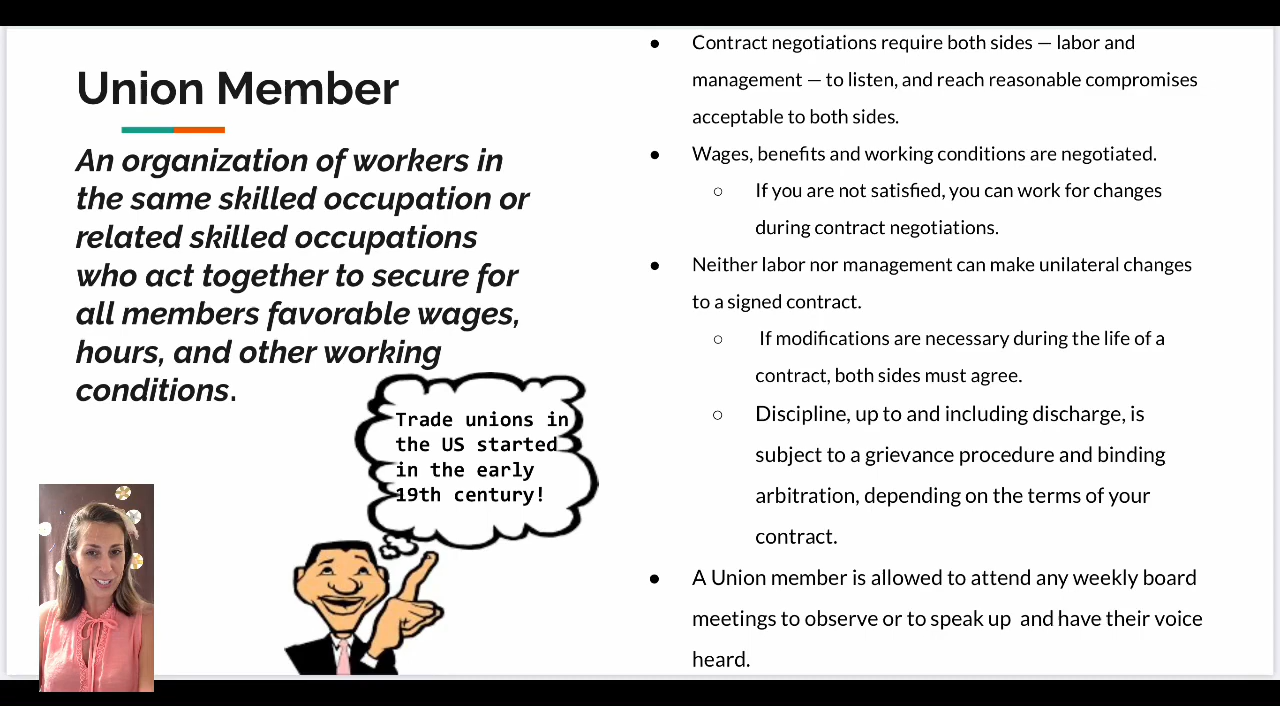 Union Member
An organization of workers in
the same skilled occupation or
related skilled occupations
who act together to secure for
all members favorable wages,
hours, and other working
conditions.
Trade unions in
the US started
in the early
19th century!
● Contract negotiations require both sides — labor and
management — to listen, and reach reasonable compromises
acceptable to both sides.
● Wages, benefits and working conditions are negotiated.
○ If you are not satisfied, you can work for changes
during contract negotiations.
● Neither labor nor management can make unilateral changes
to a signed contract.
○ If modifications are necessary during the life of a
contract, both sides must agree.
○ Discipline, up to and including discharge, is
subject to a grievance procedure and binding
arbitration, depending on the terms of your
contract.
● A Union member is allowed to attend any weekly board
meetings to observe or to speak up  and have their voice
heard.